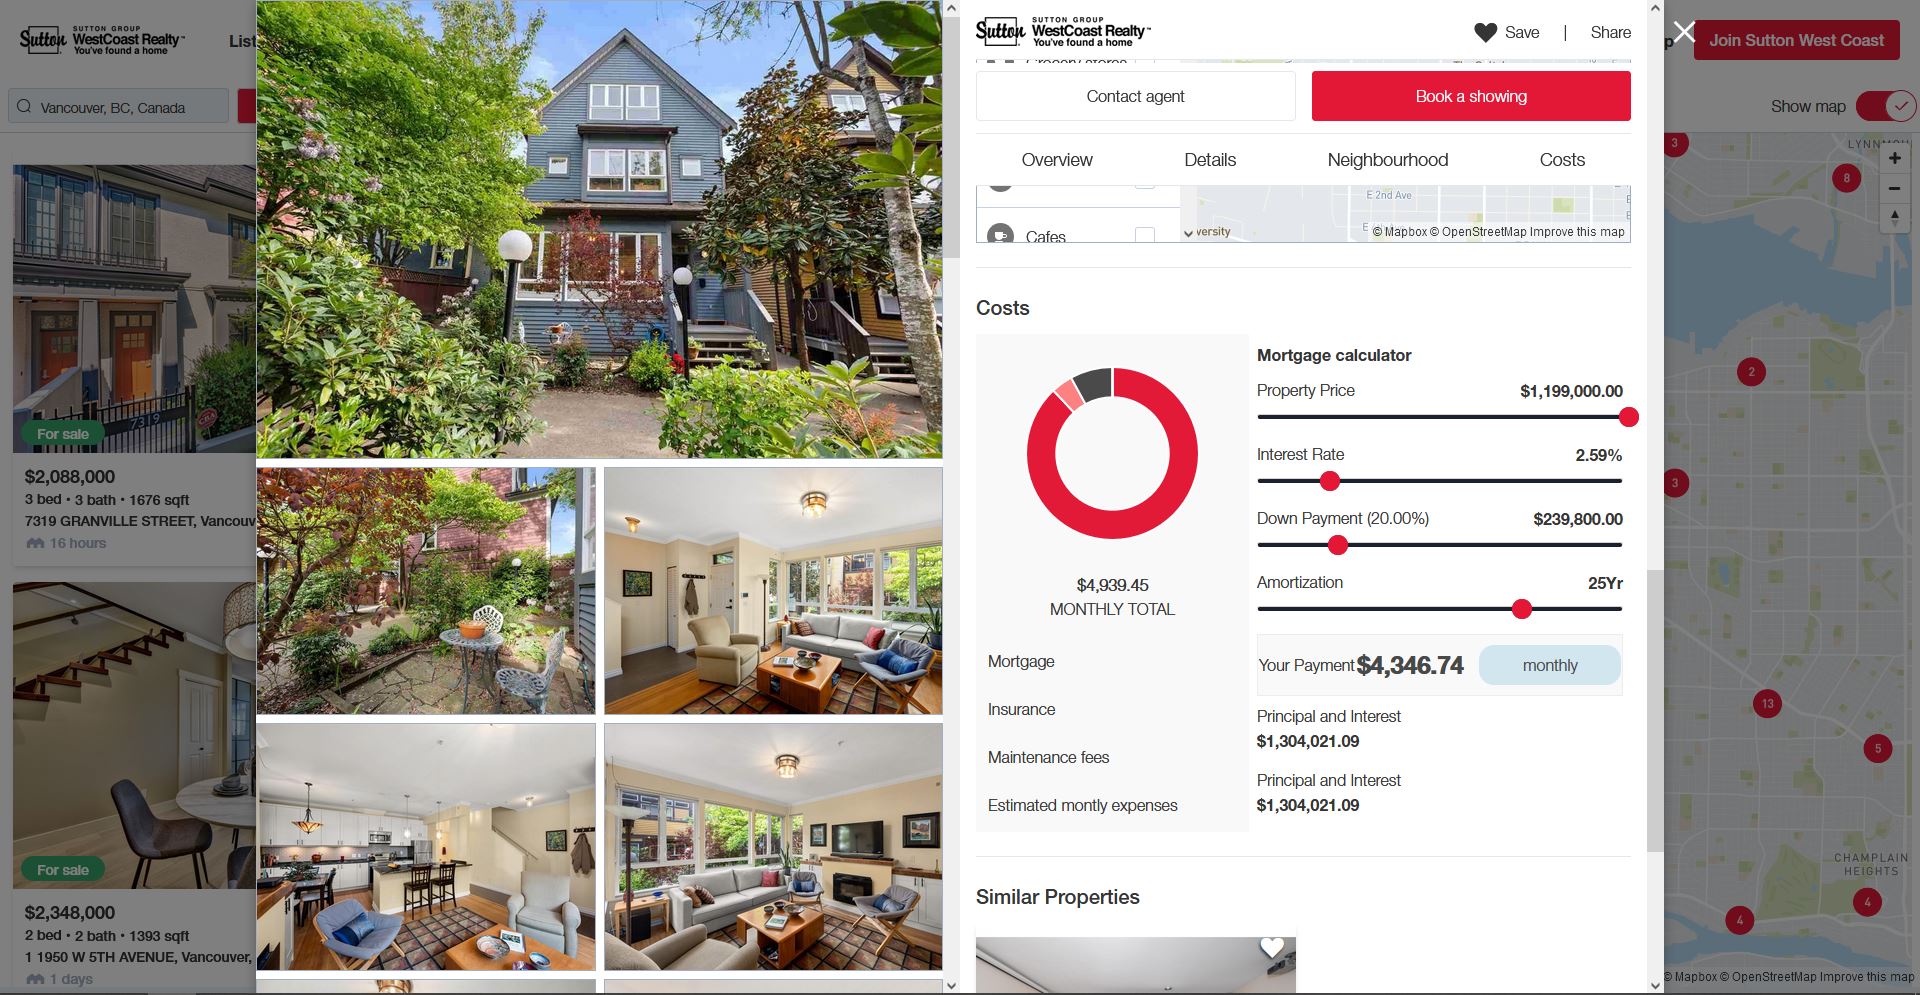 Sutton
SUTTON GROUP
WestCoast Realty™
You've found a home
List
Join Sutton West Coast
Vancouver, BC, Canada
Show map
For sale
7319
$2,088,000
3 bed • 3 bath • 1676 sqft
7319 GRANVILLE STREET, Vancouv
16 hours
For sale
$2,348,000
2 bed • 2 bath • 1393 sqft
1 1950 W 5TH AVENUE, Vancouver,
1 days
Sutton
SUTTON GROUP
WestCoast Realty™
You've found a home
Save | Share
Grocery stores
Contact agent
Book a showing
Overview
Details
Neighbourhood
Costs
Cafes
E 2nd Ave
versity
© Mapbox © OpenStreetMap Improve this map
Costs
$4,939.45
MONTHLY TOTAL
Mortgage
Insurance
Maintenance fees
Estimated montly expenses
Mortgage calculator
Property Price $1,199,000.00
Interest Rate 2.59%
Down Payment (20.00%) $239,800.00
Amortization 25Yr
Your Payment $4,346.74 monthly
Principal and Interest
$1,304,021.09
Principal and Interest
$1,304,021.09
Similar Properties
3
LYNNMOU
8
2
3
13
5
CHAMPLAIN
HEIGHTS
4
4
© Mapbox © OpenStreetMap Improve this map